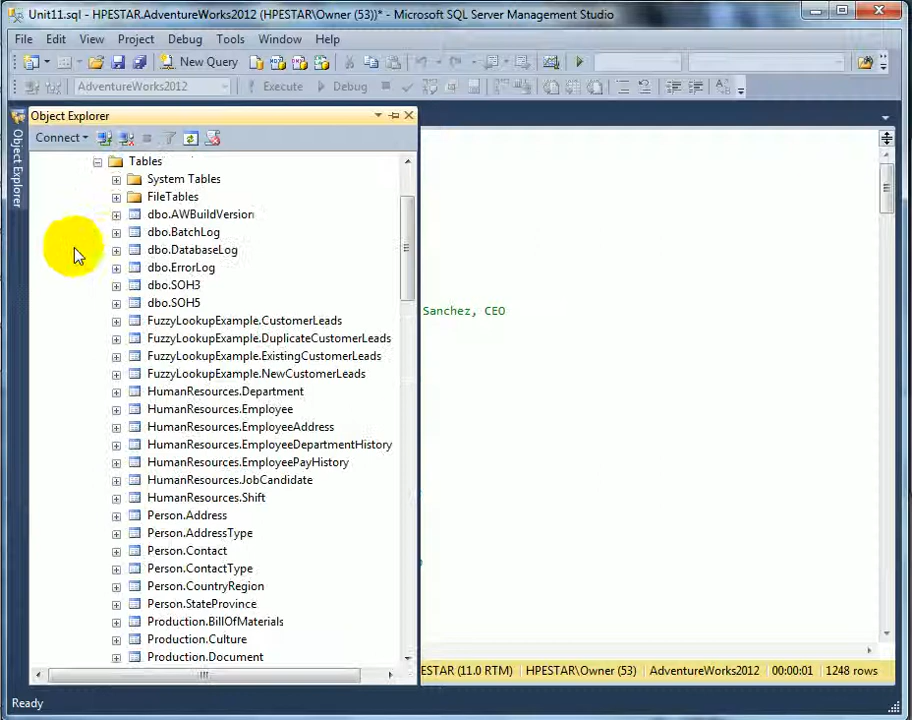 Unit11.sql - HPESTAR.AdventureWorks2012 (HPESTAR\Owner (53))* - Microsoft SQL Server Management Studio
File Edit View Project Debug Tools Window Help
New Query
AdventureWorks2012 Execute Debug
Object Explorer
Object Explorer
Connect
Tables
System Tables
FileTables
dbo.AWBuildVersion
dbo.BatchLog
dbo.DatabaseLog
dbo.ErrorLog
dbo.SOH3
dbo.SOH5
Sanchez, CEO
FuzzyLookupExample.CustomerLeads
FuzzyLookupExample.DuplicateCustomerLeads
FuzzyLookupExample.ExistingCustomerLeads
FuzzyLookupExample.NewCustomerLeads
HumanResources.Department
HumanResources.Employee
HumanResources.EmployeeAddress
HumanResources.EmployeeDepartmentHistory
HumanResources.EmployeePayHistory
HumanResources.JobCandidate
HumanResources.Shift
Person.Address
Person.AddressType
Person.Contact
Person.ContactType
Person.CountryRegion
Person.StateProvince
Production.BillOfMaterials
Production.Culture
Production.Document
ESTAR (11.0 RTM) HPESTAR\Owner (53) AdventureWorks2012 00:00:01 1248 rows
Ready